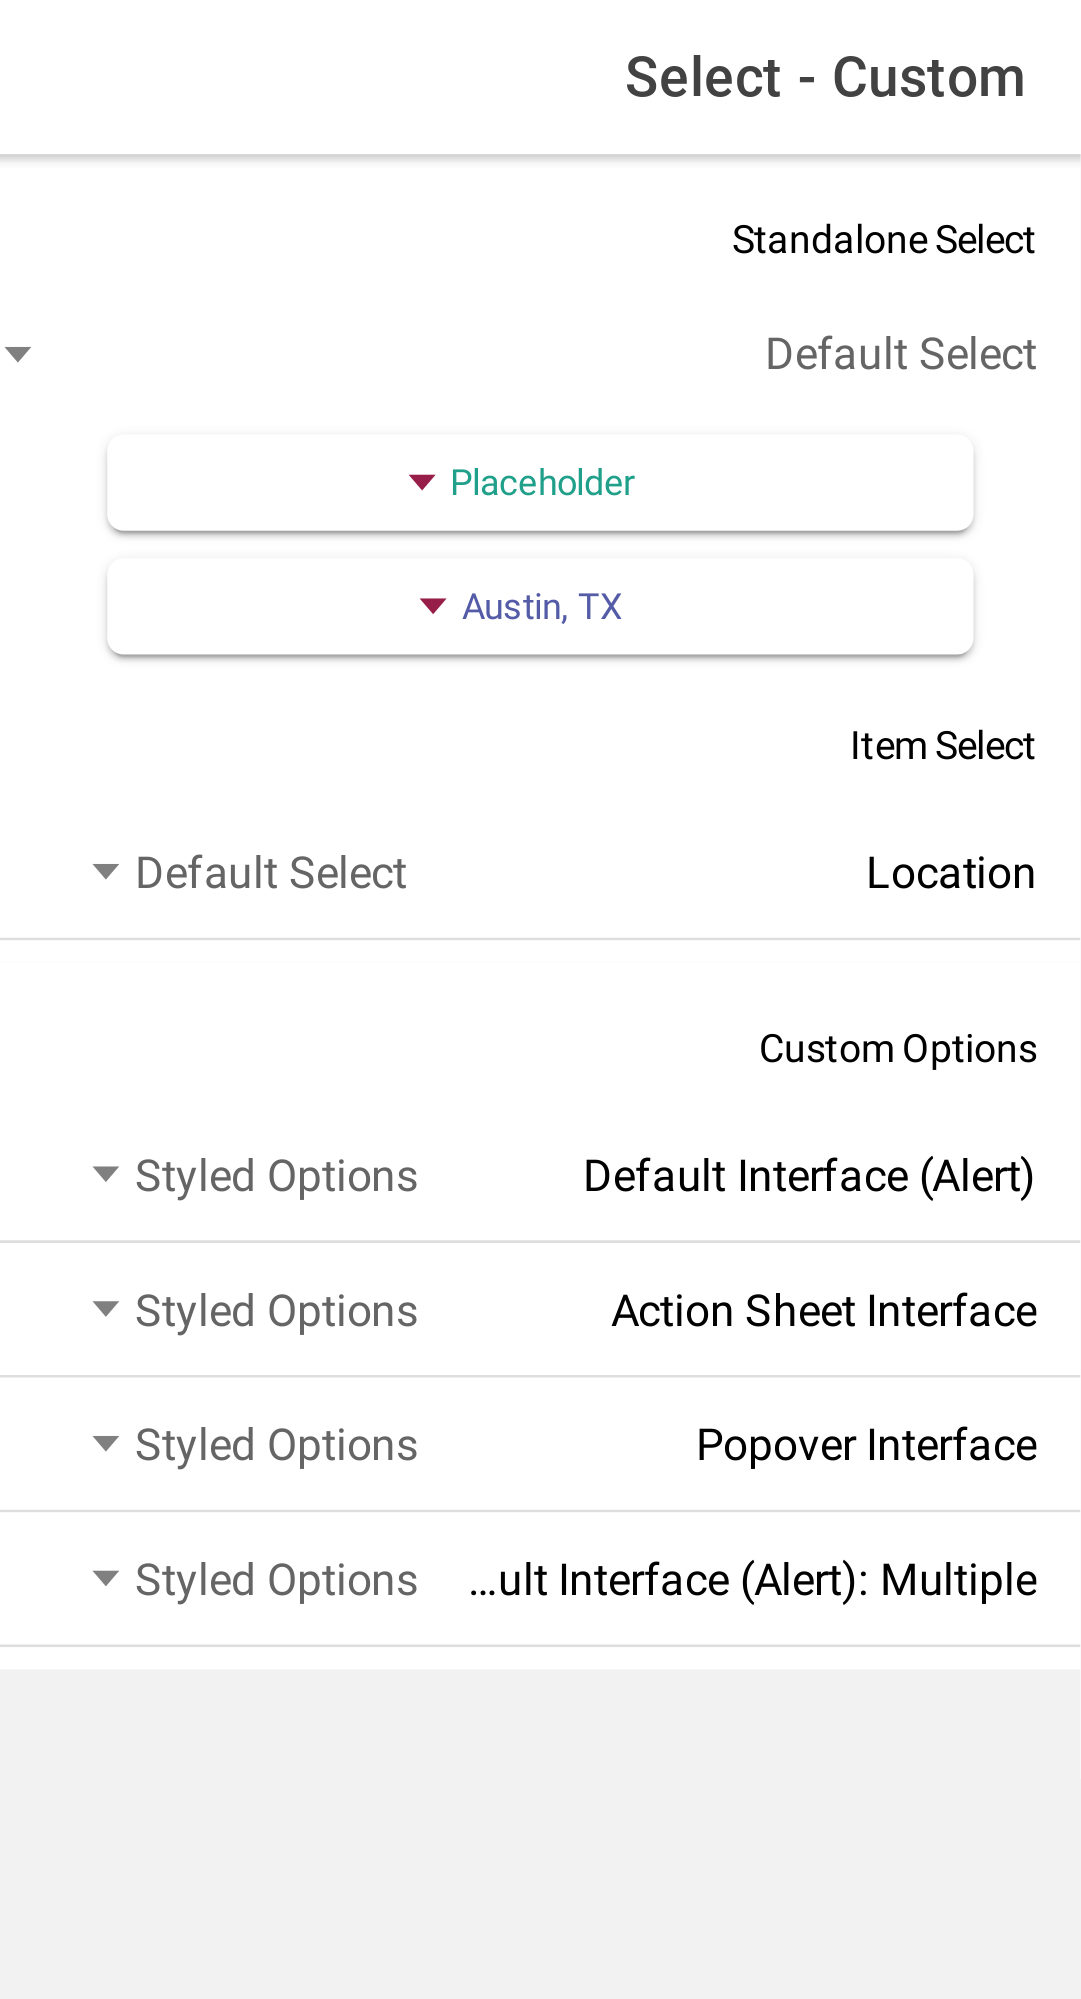 Select - Custom
Standalone Select
Default Select
Placeholder
Austin, TX
Item Select
Location
Default Select
Custom Options
Default Interface (Alert)
Styled Options
Action Sheet Interface
Styled Options
Popover Interface
Styled Options
...ult Interface (Alert): Multiple
Styled Options